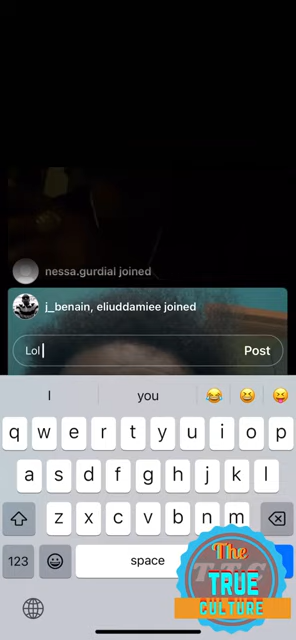 nessa.gurdial joined
j_benain, eliuddamiee joined
Lol
Post
I
you
q w e r t y u i o p
a s d f g h j k l
z x c v b n m
123
space
The
TRUE
CULTURE